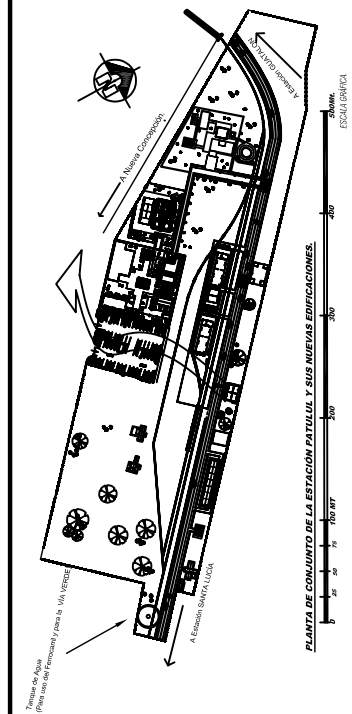 A Estación GUATALON
A Nueva Concepción.
A Estación SANTA LUCÍA
Tanque de Agua
(Para uso del Ferrocarril y para la VÍA VERDE)
PLANTA DE CONJUNTO DE LA ESTACIÓN PATULUL Y SUS NUEVAS EDIFICACIONES.
0 25 50 75 100 MT 200 300 400 500Mt.
ESCALA GRÁFICA